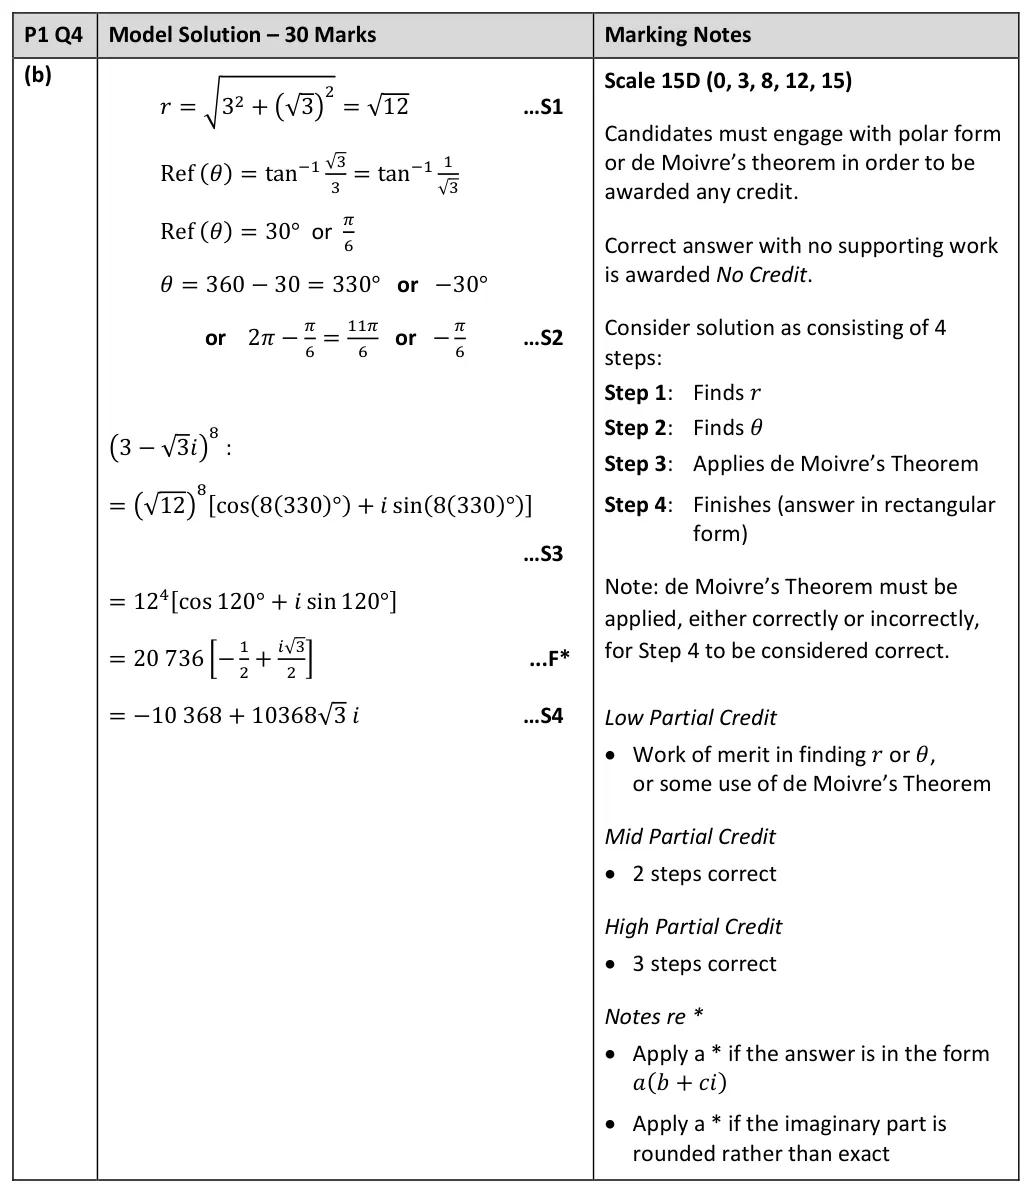 P1 Q4 Model Solution – 30 Marks Marking Notes
(b)
r = √(3² + (√3)²) = √12 …S1
Ref (θ) = tan⁻¹ √3/3 = tan⁻¹ 1/√3
Ref (θ) = 30° or π/6
θ = 360 − 30 = 330° or −30°
or 2π − π/6 = 11π/6 or −π/6 …S2
(3 − √3i)⁸ :
= (√12)⁸[cos(8(330)°) + i sin(8(330)°)]
…S3
= 12⁴[cos 120° + i sin 120°]
= 20 736 [−1/2 + i√3/2] …F*
= −10 368 + 10368√3 i …S4
Scale 15D (0, 3, 8, 12, 15)
Candidates must engage with polar form
or de Moivre’s theorem in order to be
awarded any credit.
Correct answer with no supporting work
is awarded No Credit.
Consider solution as consisting of 4
steps:
Step 1: Finds r
Step 2: Finds θ
Step 3: Applies de Moivre’s Theorem
Step 4: Finishes (answer in rectangular
form)
Note: de Moivre’s Theorem must be
applied, either correctly or incorrectly,
for Step 4 to be considered correct.
Low Partial Credit
• Work of merit in finding r or θ,
or some use of de Moivre’s Theorem
Mid Partial Credit
• 2 steps correct
High Partial Credit
• 3 steps correct
Notes re *
• Apply a * if the answer is in the form
a(b + ci)
• Apply a * if the imaginary part is
rounded rather than exact